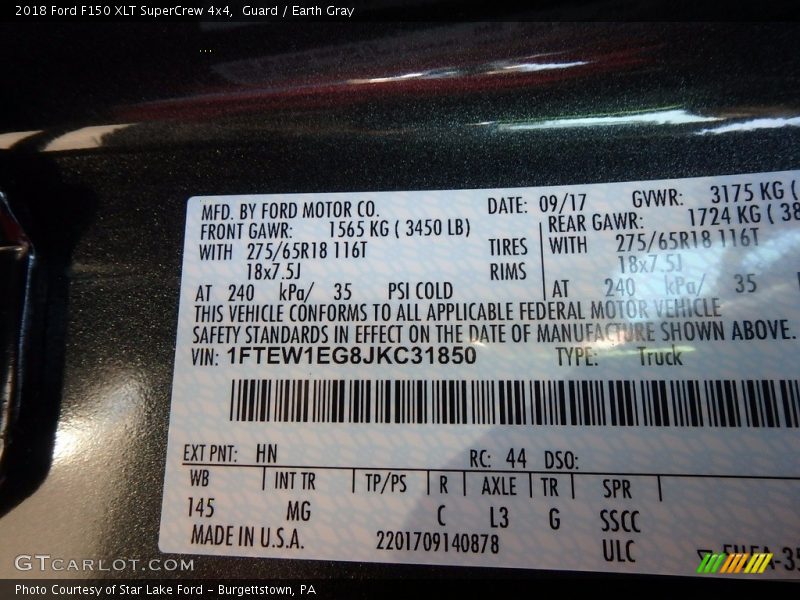 2018 Ford F150 XLT SuperCrew 4x4, Guard / Earth Gray
MFD. BY FORD MOTOR CO. DATE: 09/17 GVWR: 3175 KG (
FRONT GAWR: 1565 KG ( 3450 LB) REAR GAWR: 1724 KG ( 38
WITH 275/65R18 116T TIRES WITH 275/65R18 116T
18x7.5J RIMS 18x7.5J
AT 240 kPa/ 35 PSI COLD AT 240 kPa/ 35
THIS VEHICLE CONFORMS TO ALL APPLICABLE FEDERAL MOTOR VEHICLE
SAFETY STANDARDS IN EFFECT ON THE DATE OF MANUFACTURE SHOWN ABOVE.
VIN: 1FTEW1EG8JKC31850 TYPE: Truck
EXT PNT: HN RC: 44 DSO:
WB INT TR TP/PS R AXLE TR SPR
145 MG C L3 G SSCC
MADE IN U.S.A. 2201709140878 ULC
GTCARLOT.COM
Photo Courtesy of Star Lake Ford - Burgettstown, PA